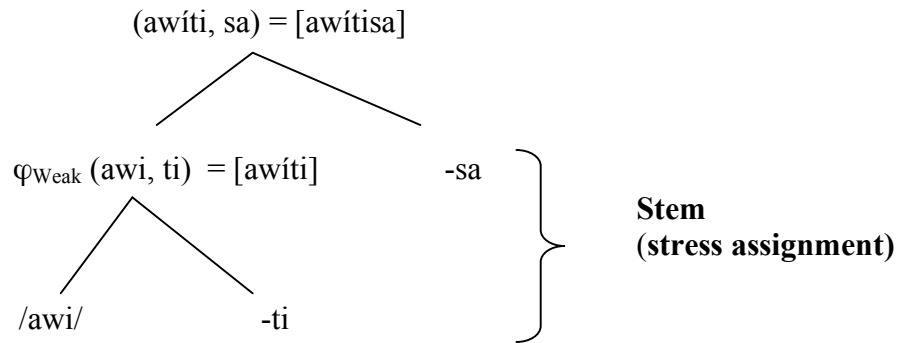 (awíti, sa) = [awítisa]
φWeak (awi, ti) = [awíti] -sa
Stem
(stress assignment)
/awi/ -ti